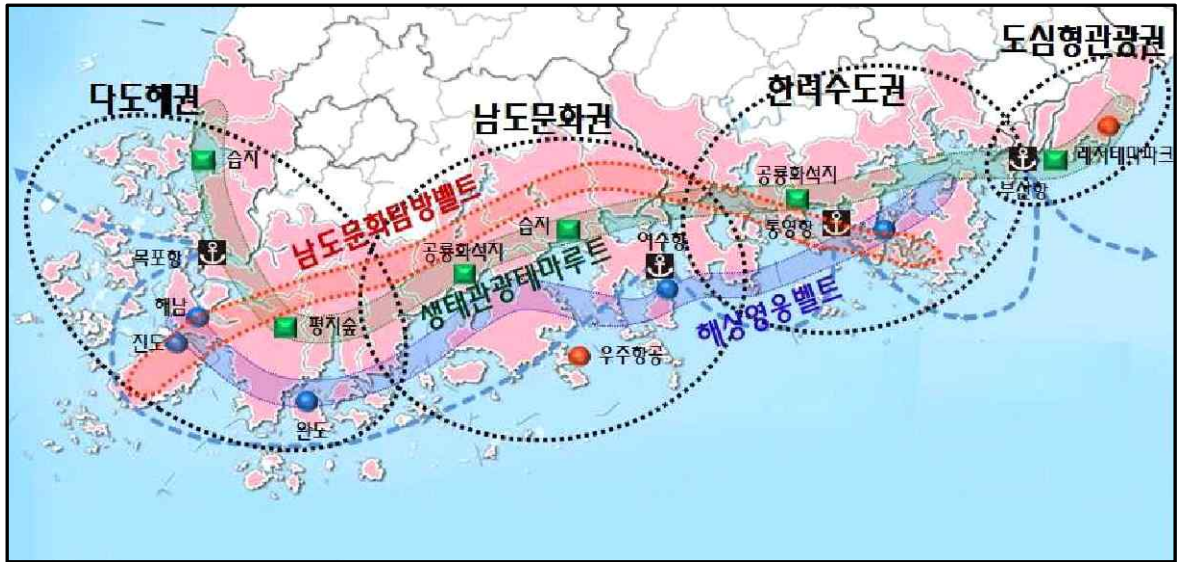 도심형관광권
한려수도권
다도해권
남도문화권
습지
공룡화석지
레저테마파크
부산항
남도문화탐방벨트
습지
여수항
통영항
목포항
공룡화석지
생태관광테마루트
해상영웅벨트
해남
평지숲
진도
우주항공
완도